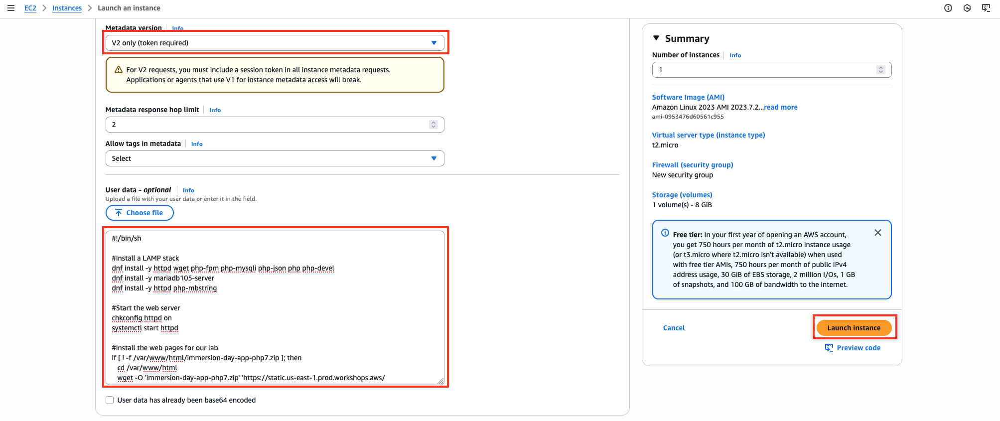 EC2 > Instances > Launch an instance
Metadata version | Info
V2 only (token required)
For V2 requests, you must include a session token in all instance metadata requests.
Applications or agents that use V1 for instance metadata access will break.
Metadata response hop limit | Info
2
Allow tags in metadata | Info
Select
User data - optional | Info
Upload a file with your user data or enter it in the field.
Choose file
#!/bin/sh
#Install a LAMP stack
dnf install -y httpd wget php-fpm php-mysqli php-json php php-devel
dnf install -y mariadb105-server
dnf install -y httpd php-mbstring
#Start the web server
chkconfig httpd on
systemctl start httpd
#Install the web pages for our lab
if [ ! -f /var/www/html/immersion-day-app-php7.zip ]; then
cd /var/www/html
wget -O 'immersion-day-app-php7.zip' 'https://static.us-east-1.prod.workshops.aws/
User data has already been base64 encoded
Summary
Number of instances | Info
1
Software Image (AMI)
Amazon Linux 2023 AMI 2023.7.2...read more
ami-0953476d60561c955
Virtual server type (instance type)
t2.micro
Firewall (security group)
New security group
Storage (volumes)
1 volume(s) - 8 GiB
Free tier: In your first year of opening an AWS account,
you get 750 hours per month of t2.micro instance usage
(or t3.micro where t2.micro isn't available) when used
with free tier AMIs, 750 hours per month of public IPv4
address usage, 30 GiB of EBS storage, 2 million I/Os, 1 GB
of snapshots, and 100 GB of bandwidth to the internet.
Cancel
Launch instance
Preview code